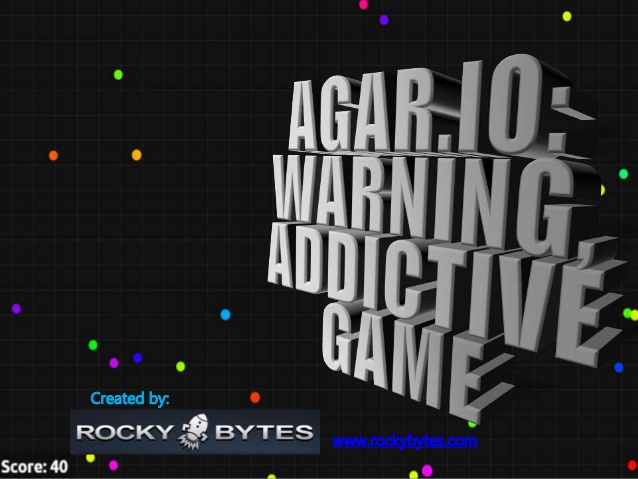 AGAR.IO:
WARNING,
ADDICTIVE
GAME
Created by:
ROCKY BYTES
www.rockybytes.com
Score: 40